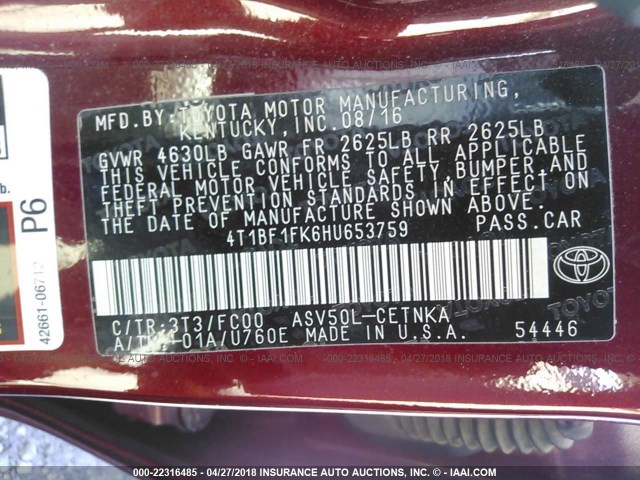 MFD.BY:TOYOTA MOTOR MANUFACTURING,
KENTUCKY,INC.08/16
GVWR 4630LB GAWR FR 2625LB RR 2625LB
THIS VEHICLE CONFORMS TO ALL APPLICABLE
FEDERAL MOTOR VEHICLE SAFETY,BUMPER,AND
THEFT PREVENTION STANDARDS IN EFFECT ON
THE DATE OF MANUFACTURE SHOWN ABOVE.
4T1BF1FK6HU653759 PASS.CAR
C/TR:3T3/FC00 ASV50L-CETNKA
-01A/U760E MADE IN U.S.A. 54446
TOYOTA
P6
42661-06712
b.
000-22316485 - 04/27/2018 - INSURANCE AUTO AUCTIONS, INC. - WWW.IAAI.COM